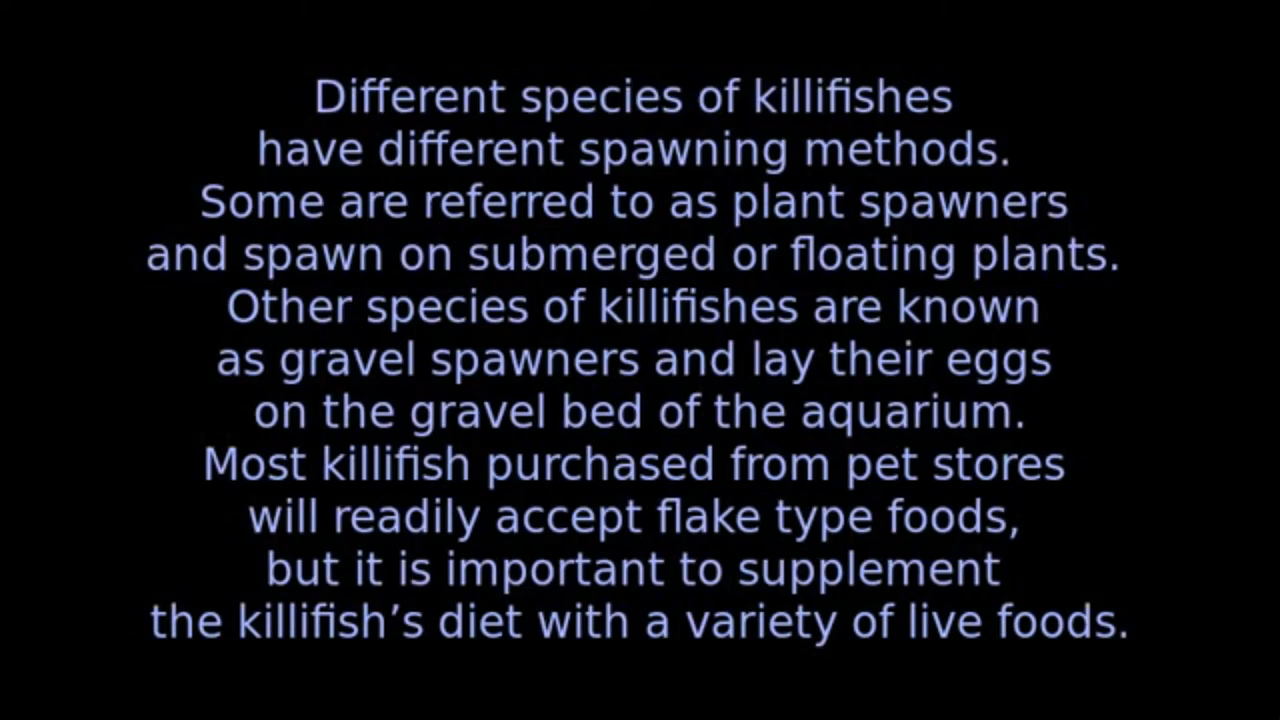 Different species of killifishes
have different spawning methods.
Some are referred to as plant spawners
and spawn on submerged or floating plants.
Other species of killifishes are known
as gravel spawners and lay their eggs
on the gravel bed of the aquarium.
Most killifish purchased from pet stores
will readily accept flake type foods,
but it is important to supplement
the killifish’s diet with a variety of live foods.